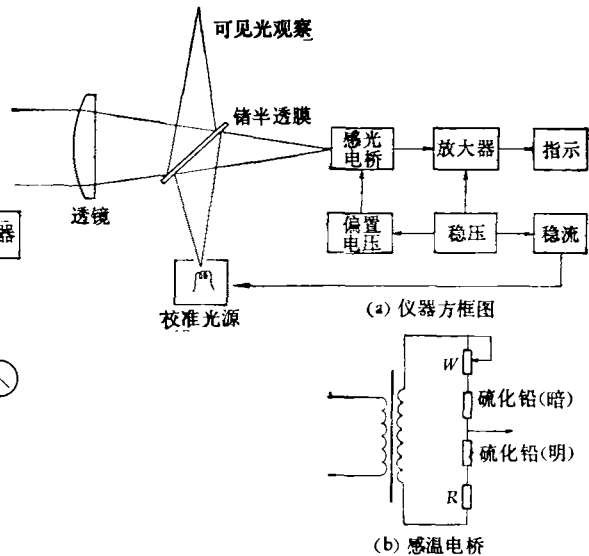 可见光观察
锗半透膜
感光
电桥
放大器
指示
透镜
器
偏置
电压
稳压
稳流
校准光源
(a) 仪器方框图
W
硫化铅(暗)
硫化铅(明)
R
(b) 感温电桥